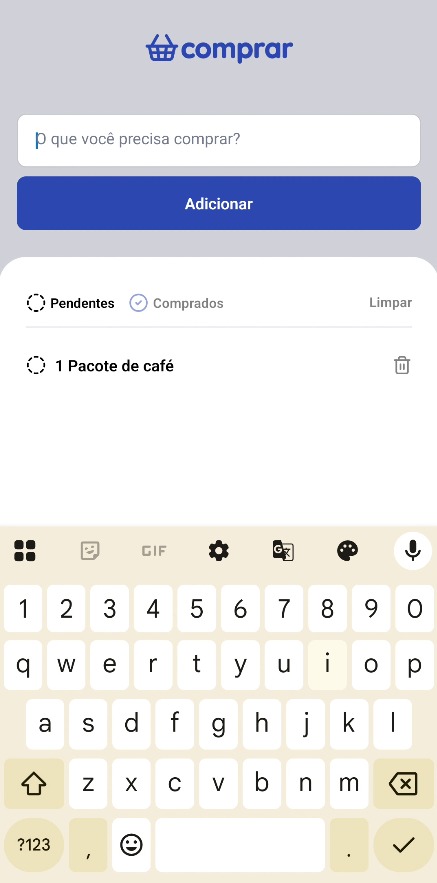 comprar
O que você precisa comprar?
Adicionar
Pendentes Comprados Limpar
1 Pacote de café
GIF G
1 2 3 4 5 6 7 8 9 0
q w e r t y u i o p
a s d f g h j k l
z x c v b n m
?123 , .